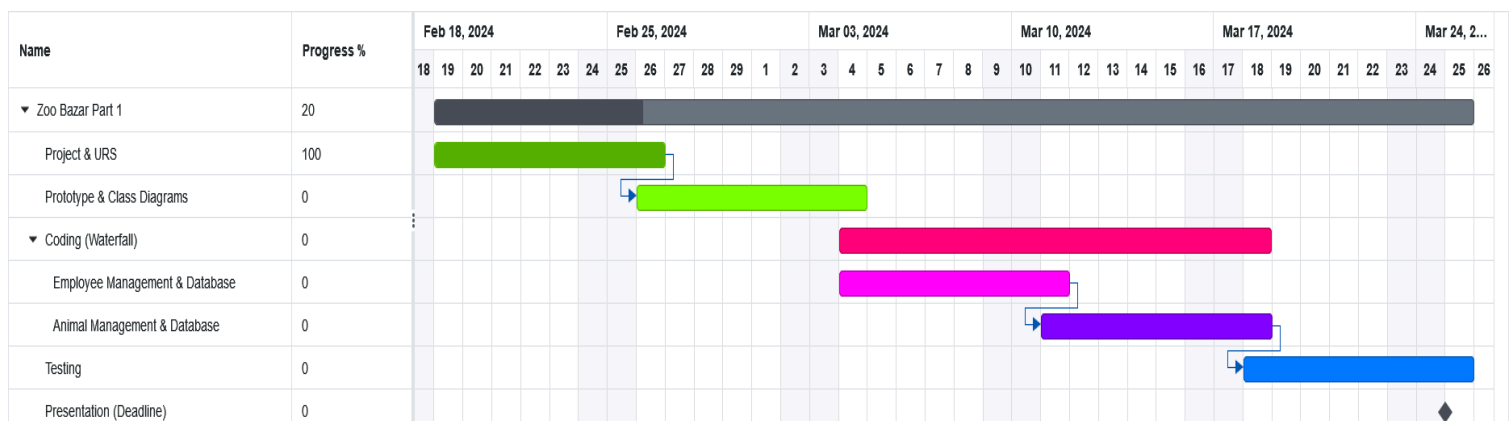 Name Progress % Feb 18, 2024 Feb 25, 2024 Mar 03, 2024 Mar 10, 2024 Mar 17, 2024 Mar 24, 2...
18 19 20 21 22 23 24 25 26 27 28 29 1 2 3 4 5 6 7 8 9 10 11 12 13 14 15 16 17 18 19 20 21 22 23 24 25 26
Zoo Bazar Part 1 20
Project & URS 100
Prototype & Class Diagrams 0
Coding (Waterfall) 0
Employee Management & Database 0
Animal Management & Database 0
Testing 0
Presentation (Deadline) 0